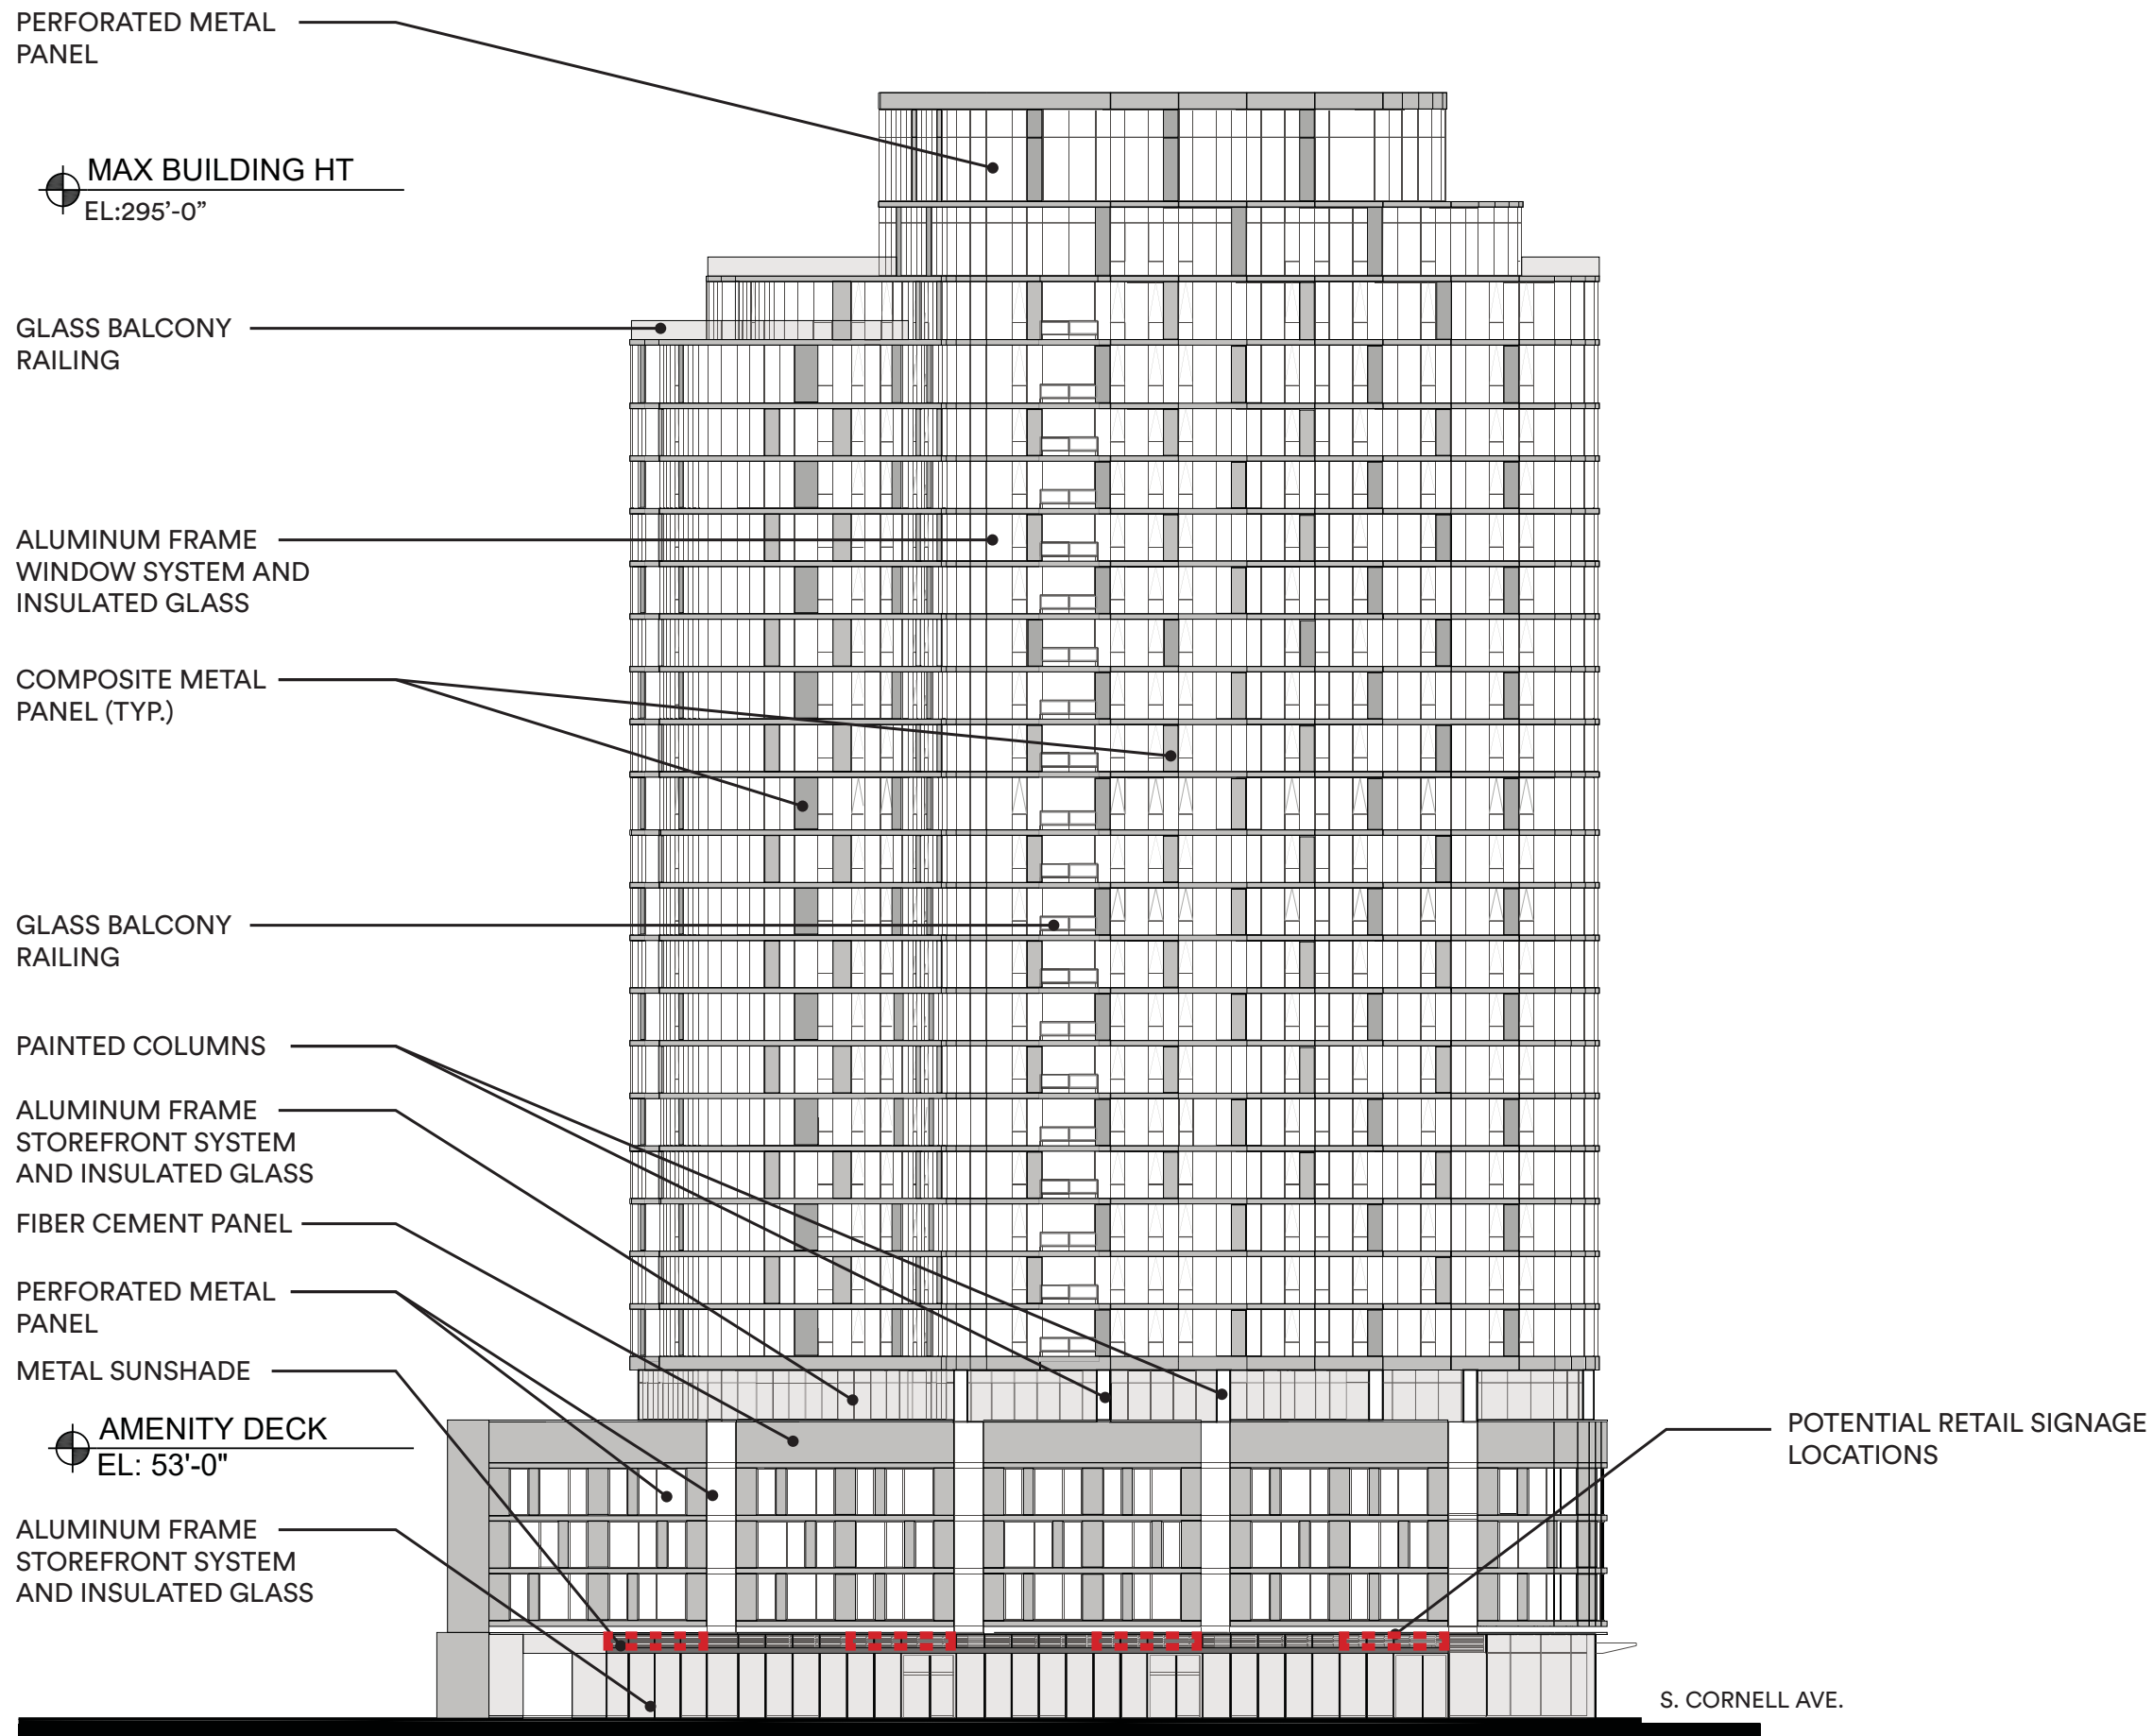 PERFORATED METAL
PANEL
MAX BUILDING HT
EL:295’-0”
GLASS BALCONY
RAILING
ALUMINUM FRAME
WINDOW SYSTEM AND
INSULATED GLASS
COMPOSITE METAL
PANEL (TYP.)
GLASS BALCONY
RAILING
PAINTED COLUMNS
ALUMINUM FRAME
STOREFRONT SYSTEM
AND INSULATED GLASS
FIBER CEMENT PANEL
PERFORATED METAL
PANEL
METAL SUNSHADE
AMENITY DECK
EL: 53'-0"
POTENTIAL RETAIL SIGNAGE
LOCATIONS
ALUMINUM FRAME
STOREFRONT SYSTEM
AND INSULATED GLASS
S. CORNELL AVE.